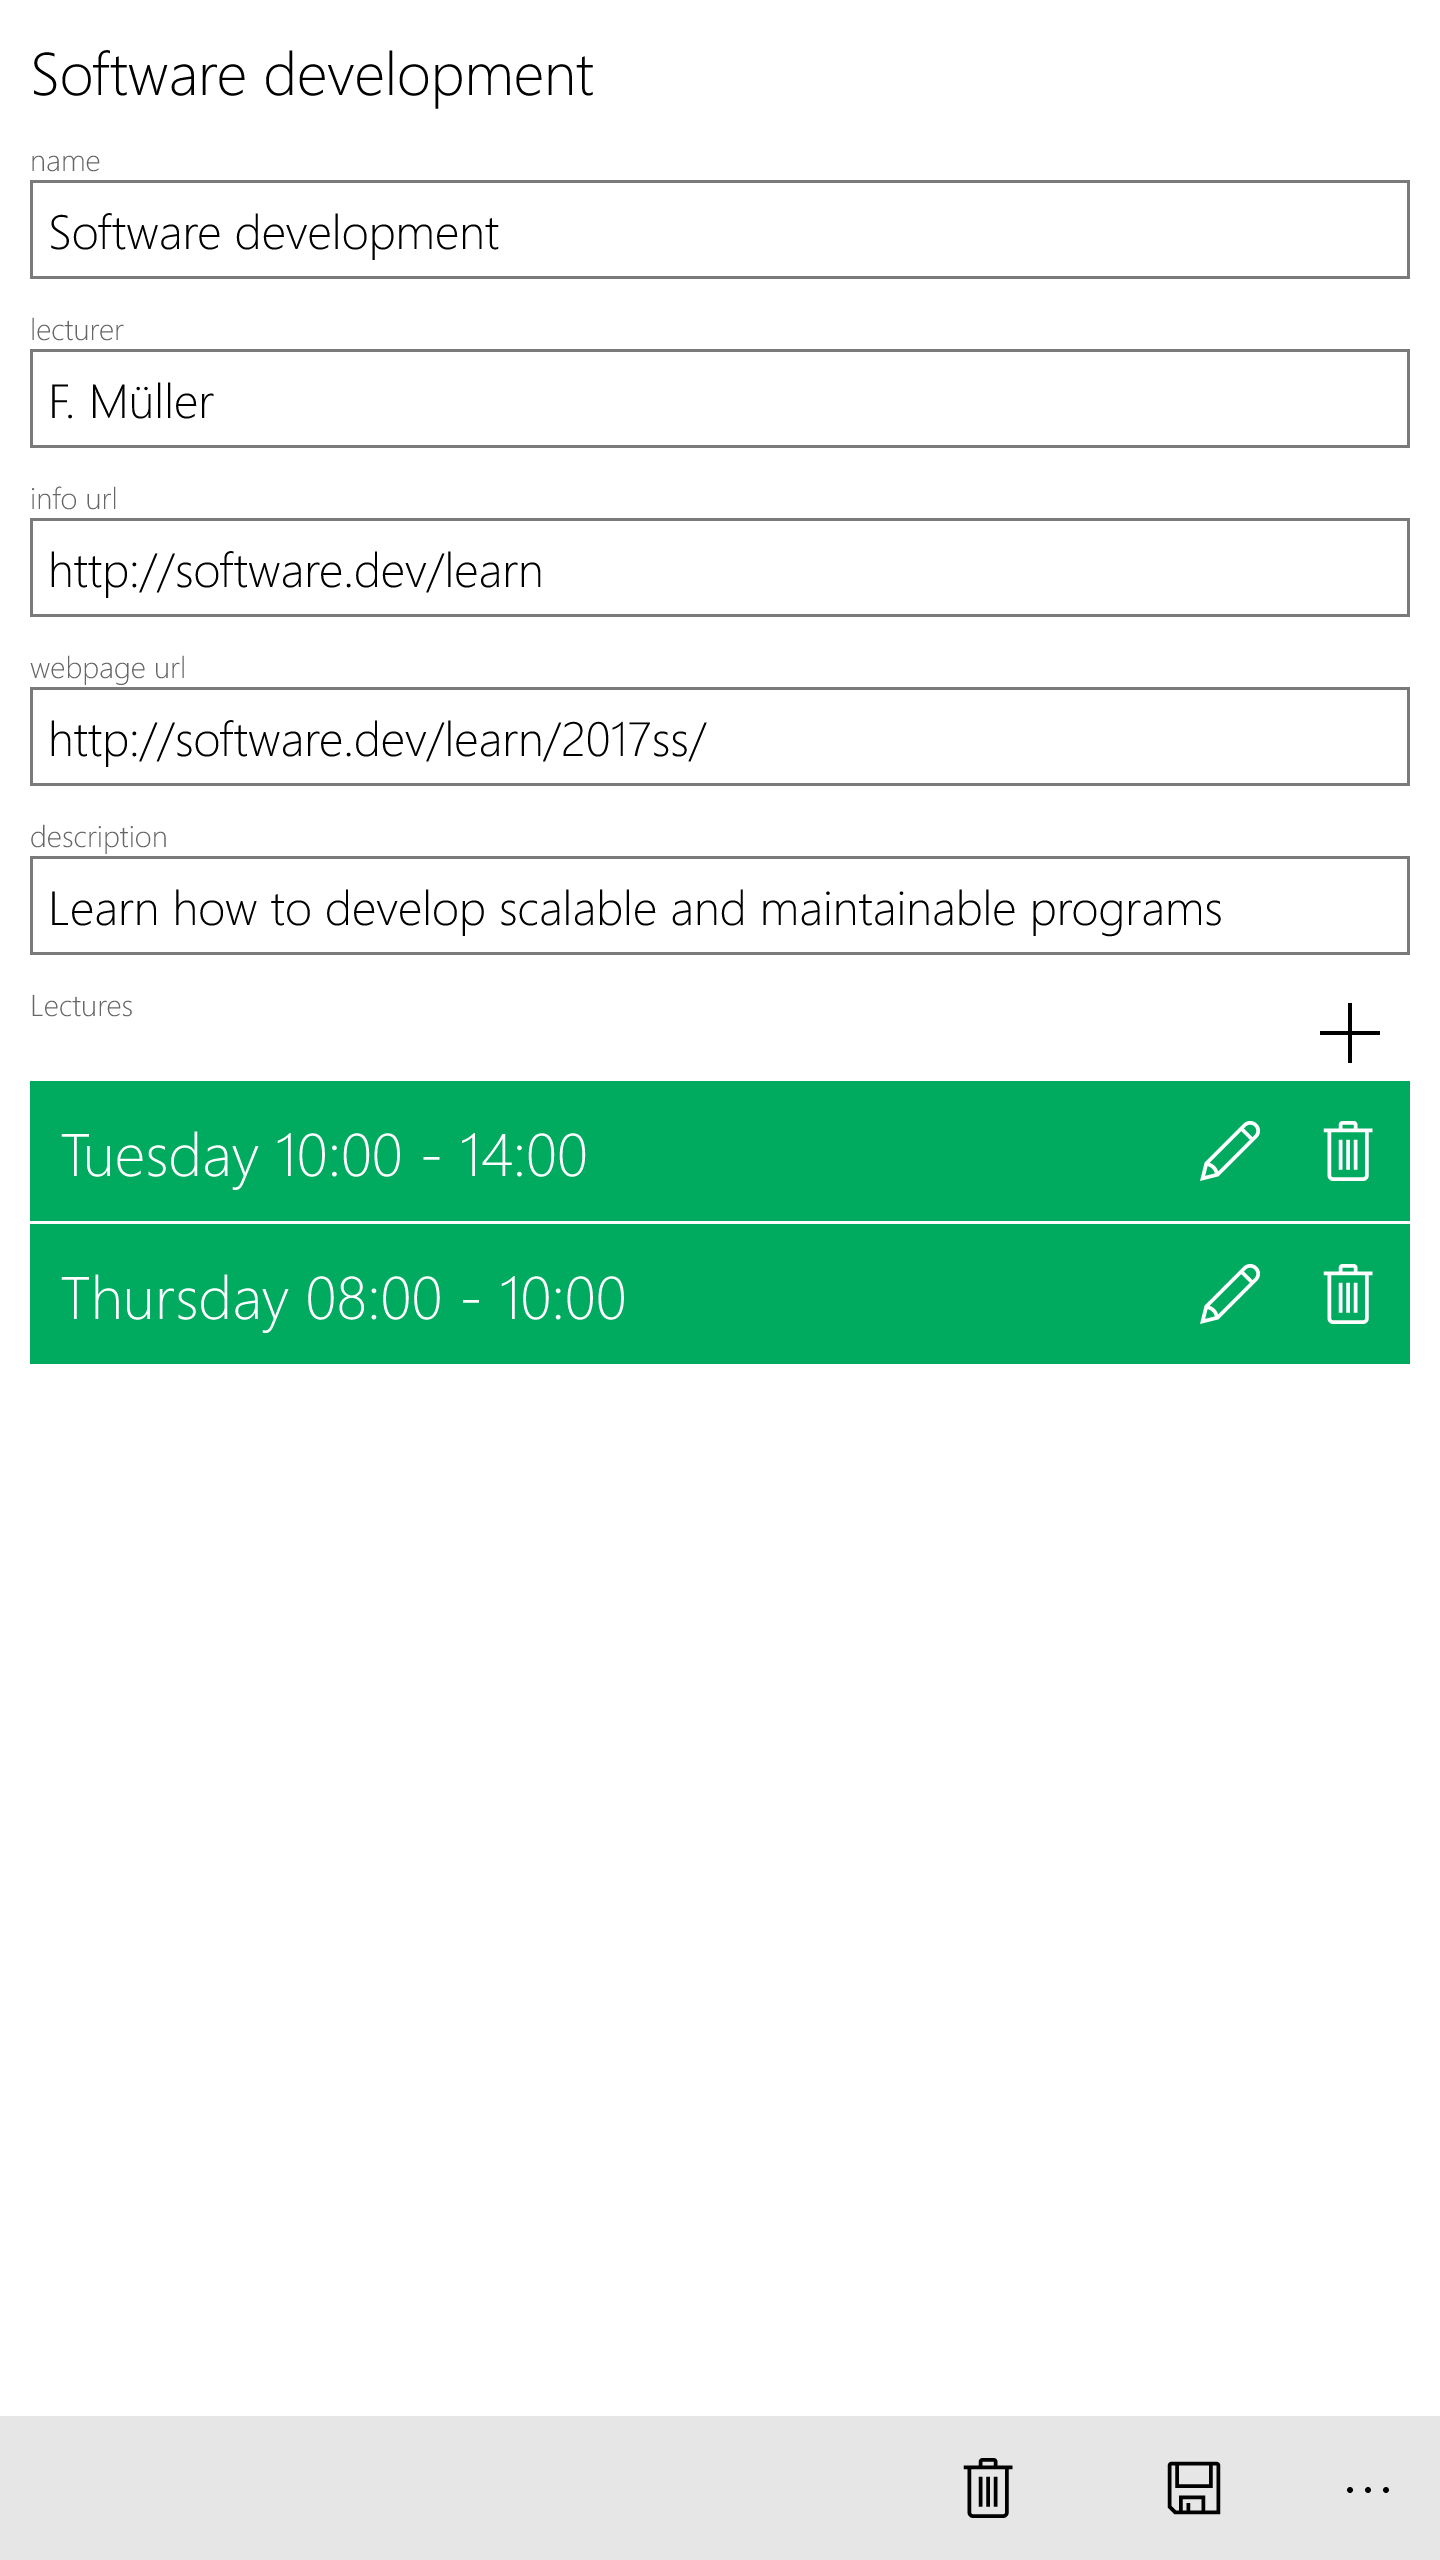 Software development
name
Software development
lecturer
F. Müller
info url
http://software.dev/learn
webpage url
http://software.dev/learn/2017ss/
description
Learn how to develop scalable and maintainable programs
Lectures
Tuesday 10:00 - 14:00
Thursday 08:00 - 10:00